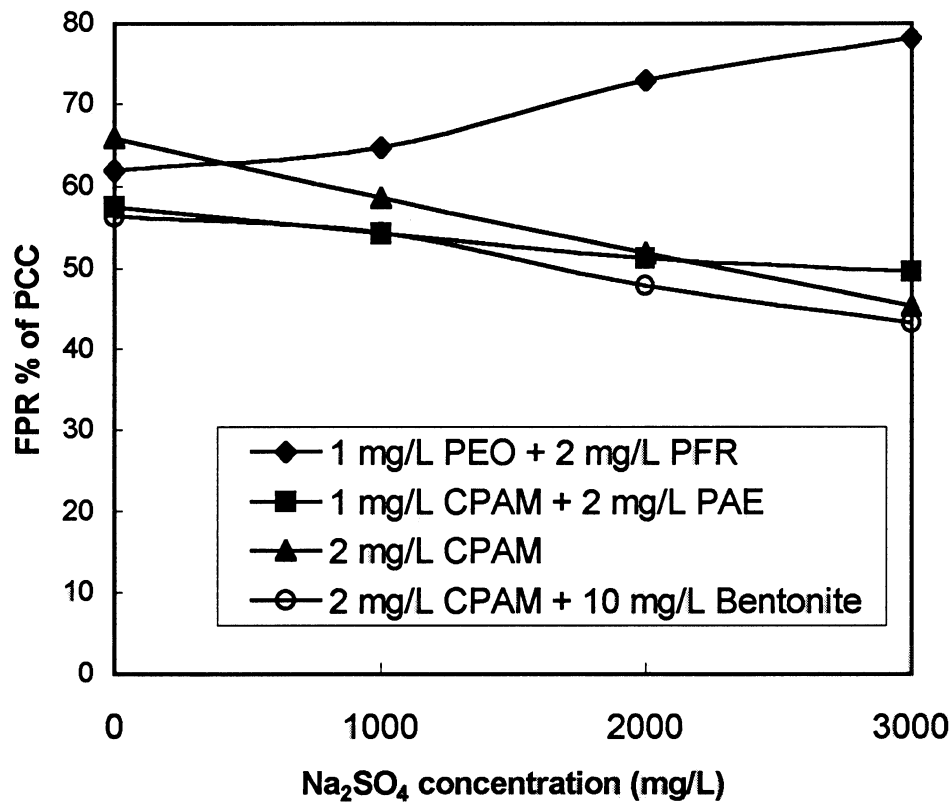 80
70
60
50
40
30
20
10
0
FPR % of PCC
1 mg/L PEO + 2 mg/L PFR
1 mg/L CPAM + 2 mg/L PAE
2 mg/L CPAM
2 mg/L CPAM + 10 mg/L Bentonite
0 1000 2000 3000
Na₂SO₄ concentration (mg/L)